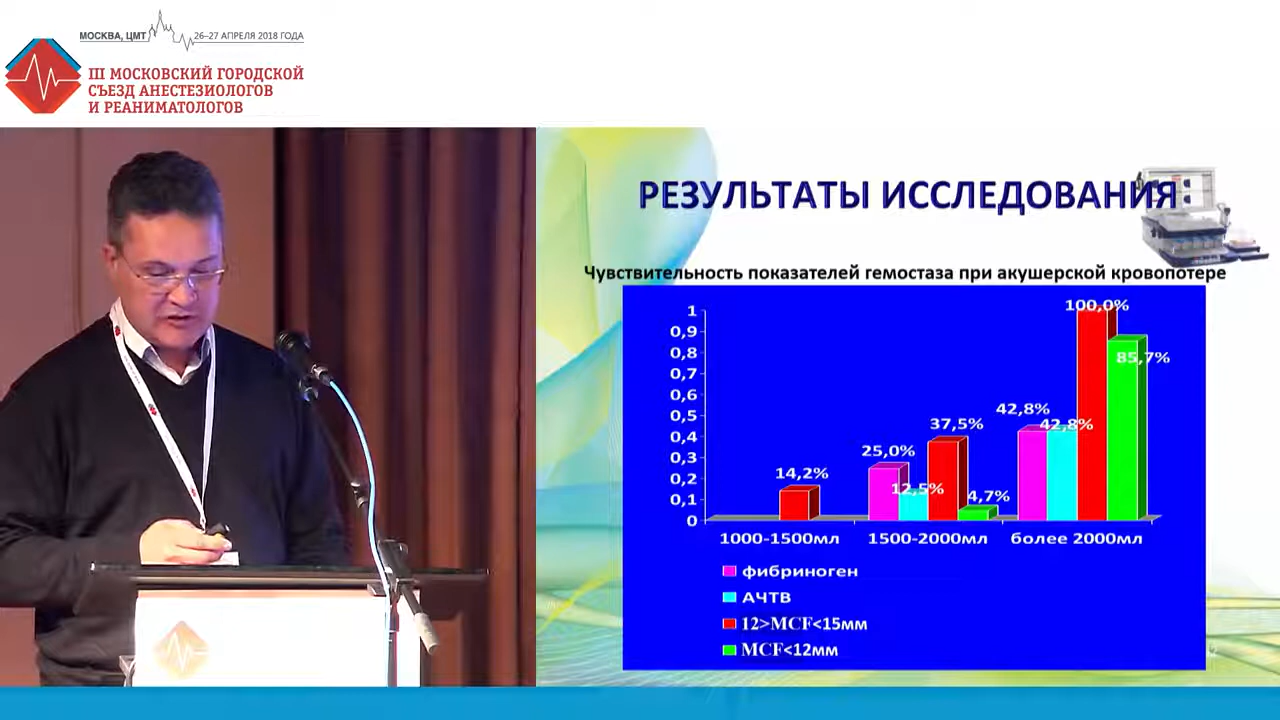 МОСКВА, ЦМТ 26–27 АПРЕЛЯ 2018 ГОДА
III МОСКОВСКИЙ ГОРОДСКОЙ
СЪЕЗД АНЕСТЕЗИОЛОГОВ
И РЕАНИМАТОЛОГОВ
РЕЗУЛЬТАТЫ ИССЛЕДОВАНИЯ
Чувствительность показателей гемостаза при акушерской кровопотере
1
0,9
0,8
0,7
0,6
0,5
0,4
0,3
0,2
0,1
0
14,2%
25,0%
12,5%
37,5%
4,7%
42,8%
42,8%
100,0%
85,7%
1000-1500мл
1500-2000мл
более 2000мл
фибриноген
АЧТВ
12>MCF<15мм
MCF<12мм